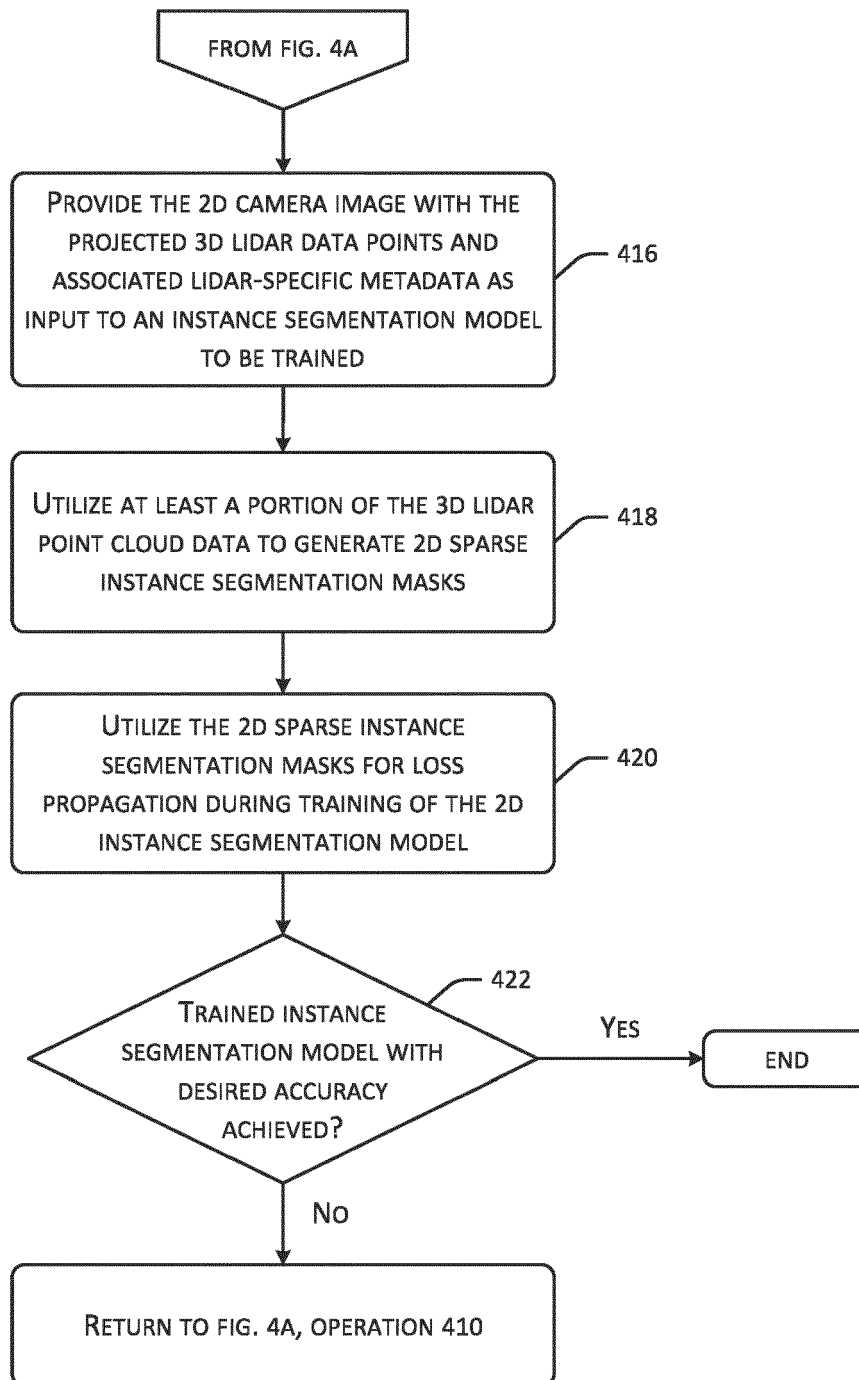 FROM FIG. 4A
PROVIDE THE 2D CAMERA IMAGE WITH THE
PROJECTED 3D LIDAR DATA POINTS AND
ASSOCIATED LIDAR-SPECIFIC METADATA AS
INPUT TO AN INSTANCE SEGMENTATION MODEL
TO BE TRAINED
416
UTILIZE AT LEAST A PORTION OF THE 3D LIDAR
POINT CLOUD DATA TO GENERATE 2D SPARSE
INSTANCE SEGMENTATION MASKS
418
UTILIZE THE 2D SPARSE INSTANCE
SEGMENTATION MASKS FOR LOSS
PROPAGATION DURING TRAINING OF THE 2D
INSTANCE SEGMENTATION MODEL
420
422
TRAINED INSTANCE
SEGMENTATION MODEL WITH
DESIRED ACCURACY
ACHIEVED?
YES
END
NO
RETURN TO FIG. 4A, OPERATION 410